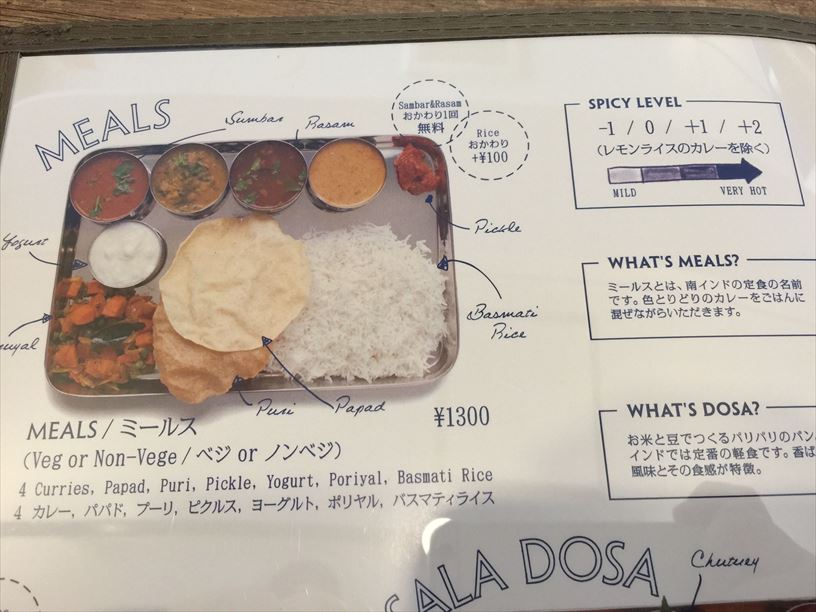 MEALS
Sumbar
Rasam
Sambar&Rasam
おかわり1回
無料
Rice
おかわり
+¥100
Pickle
Yogurt
Basmati
Rice
Puri
Papad
¥1300
MEALS / ミールス
(Veg or Non-Vege / ベジ or ノンベジ)
4 Curries, Papad, Puri, Pickle, Yogurt, Poriyal, Basmati Rice
4 カレー, パパド, プーリ, ピクルス, ヨーグルト, ポリヤル, バスマティライス
SPICY LEVEL
-1 / 0 / +1 / +2
(レモンライスのカレーを除く)
MILD
VERY HOT
WHAT'S MEALS?
ミールスとは、南インドの定食の名前
です。色とりどりのカレーをごはんに
混ぜながらいただきます。
WHAT'S DOSA?
お米と豆でつくるパリパリのパン
インドでは定番の軽食です。香ば
風味とその食感が特徴。
ALA DOSA
Chutney